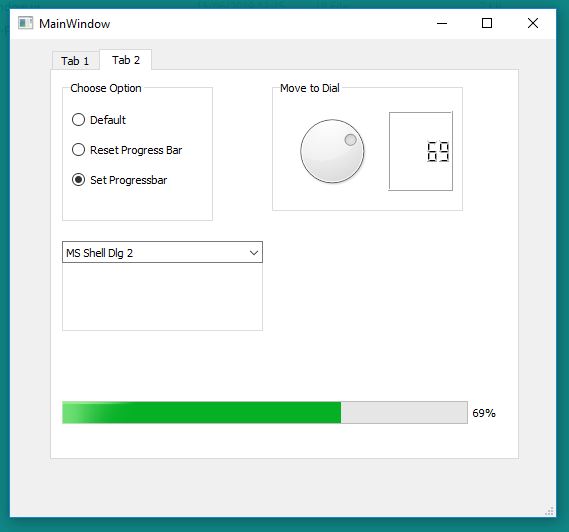 MainWindow
Tab 1
Tab 2
Choose Option
Default
Reset Progress Bar
Set Progressbar
Move to Dial
69
MS Shell Dlg 2
69%